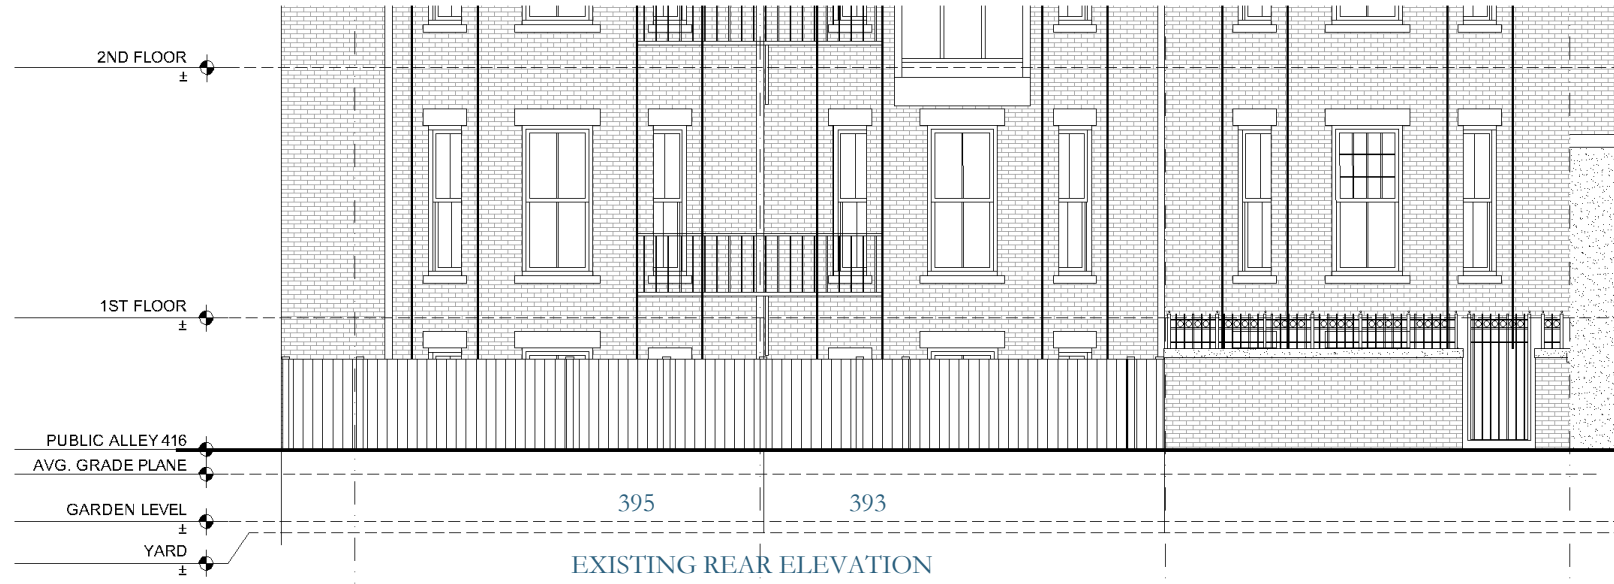 2ND FLOOR
±
1ST FLOOR
±
PUBLIC ALLEY 416
AVG. GRADE PLANE
GARDEN LEVEL
±
YARD
±
395
393
EXISTING REAR ELEVATION